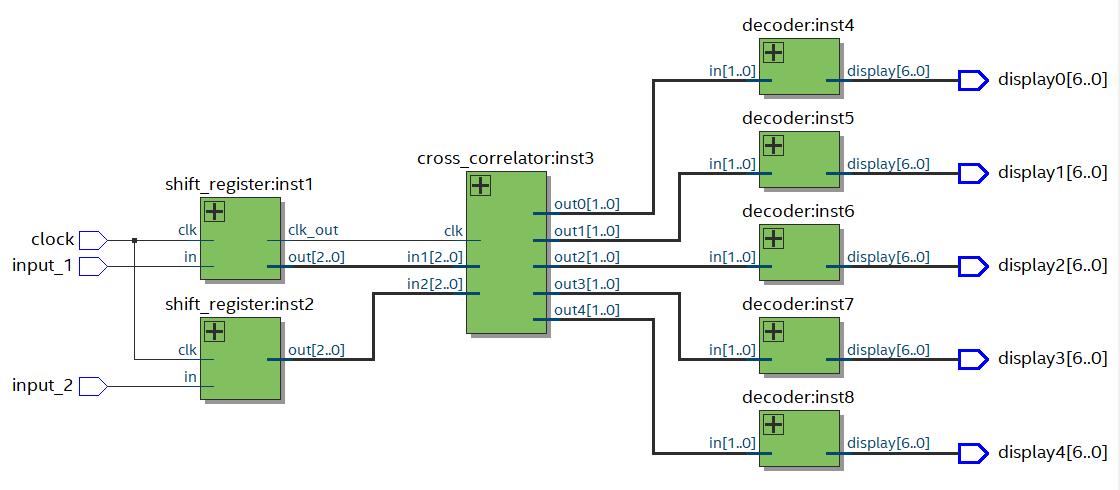 decoder:inst4
in[1..0]
display[6..0]
display0[6..0]
decoder:inst5
in[1..0]
display[6..0]
display1[6..0]
cross_correlator:inst3
shift_register:inst1
out0[1..0]
decoder:inst6
clock
clk
clk_out
clk
out1[1..0]
input_1
in
out[2..0]
in1[2..0]
out2[1..0]
in[1..0]
display[6..0]
display2[6..0]
in2[2..0]
out3[1..0]
shift_register:inst2
out4[1..0]
decoder:inst7
clk
out[2..0]
in[1..0]
display[6..0]
display3[6..0]
input_2
in
decoder:inst8
in[1..0]
display[6..0]
display4[6..0]